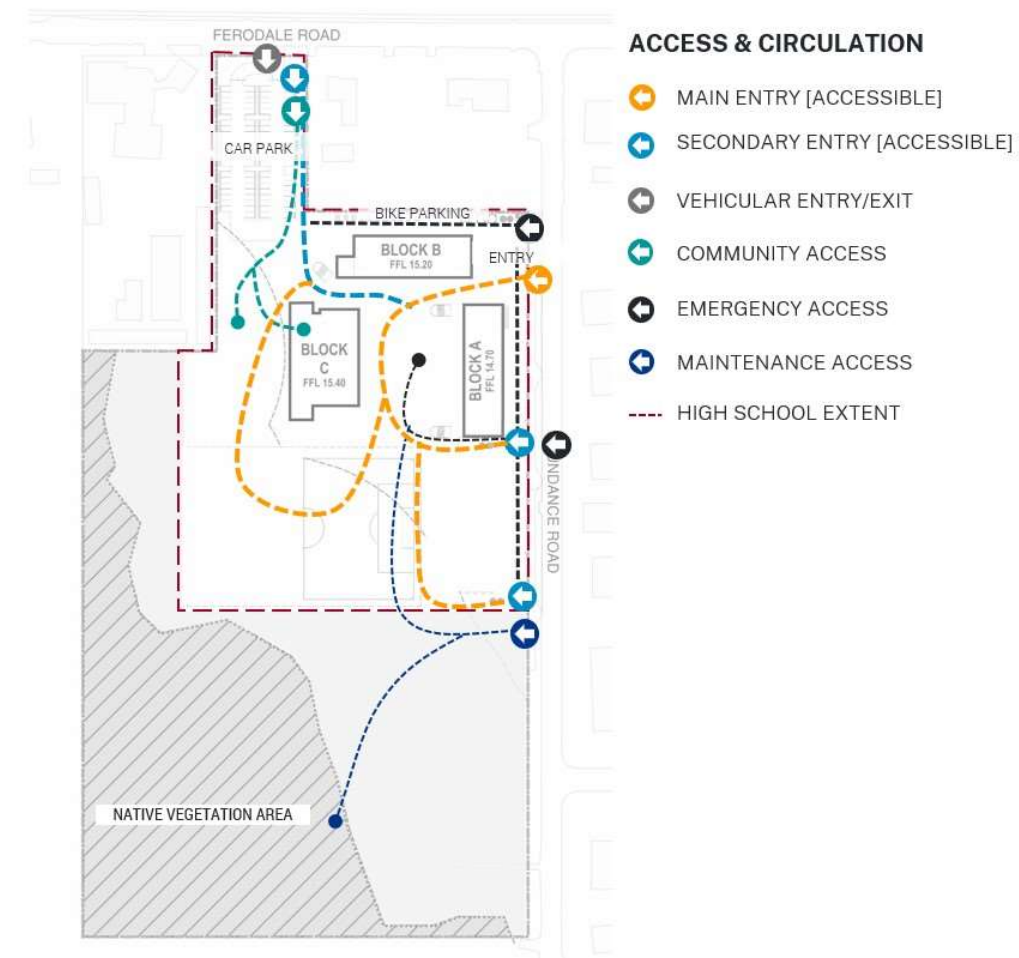 FERODALE ROAD
CAR PARK
BIKE PARKING
BLOCK B
FFL 15.20
ENTRY
BLOCK
C
FFL 15.40
BLOCK A
FFL 14.70
UNDANCE ROAD
NATIVE VEGETATION AREA
ACCESS & CIRCULATION
MAIN ENTRY [ACCESSIBLE]
SECONDARY ENTRY [ACCESSIBLE]
VEHICULAR ENTRY/EXIT
COMMUNITY ACCESS
EMERGENCY ACCESS
MAINTENANCE ACCESS
HIGH SCHOOL EXTENT